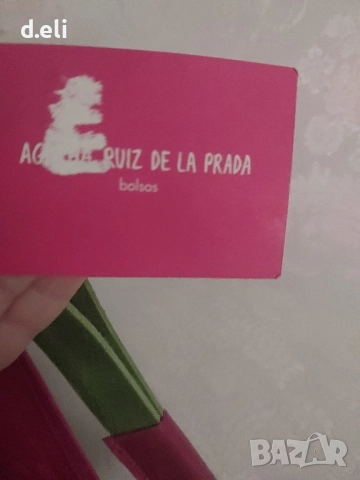 d.eli
RUIZ DE LA PRADA
bolsos
BAZAR